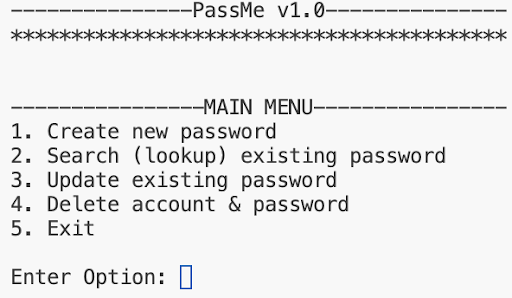 ---------------PassMe v1.0---------------
*****************************************
----------------MAIN MENU----------------
1. Create new password
2. Search (lookup) existing password
3. Update existing password
4. Delete account & password
5. Exit
Enter Option: